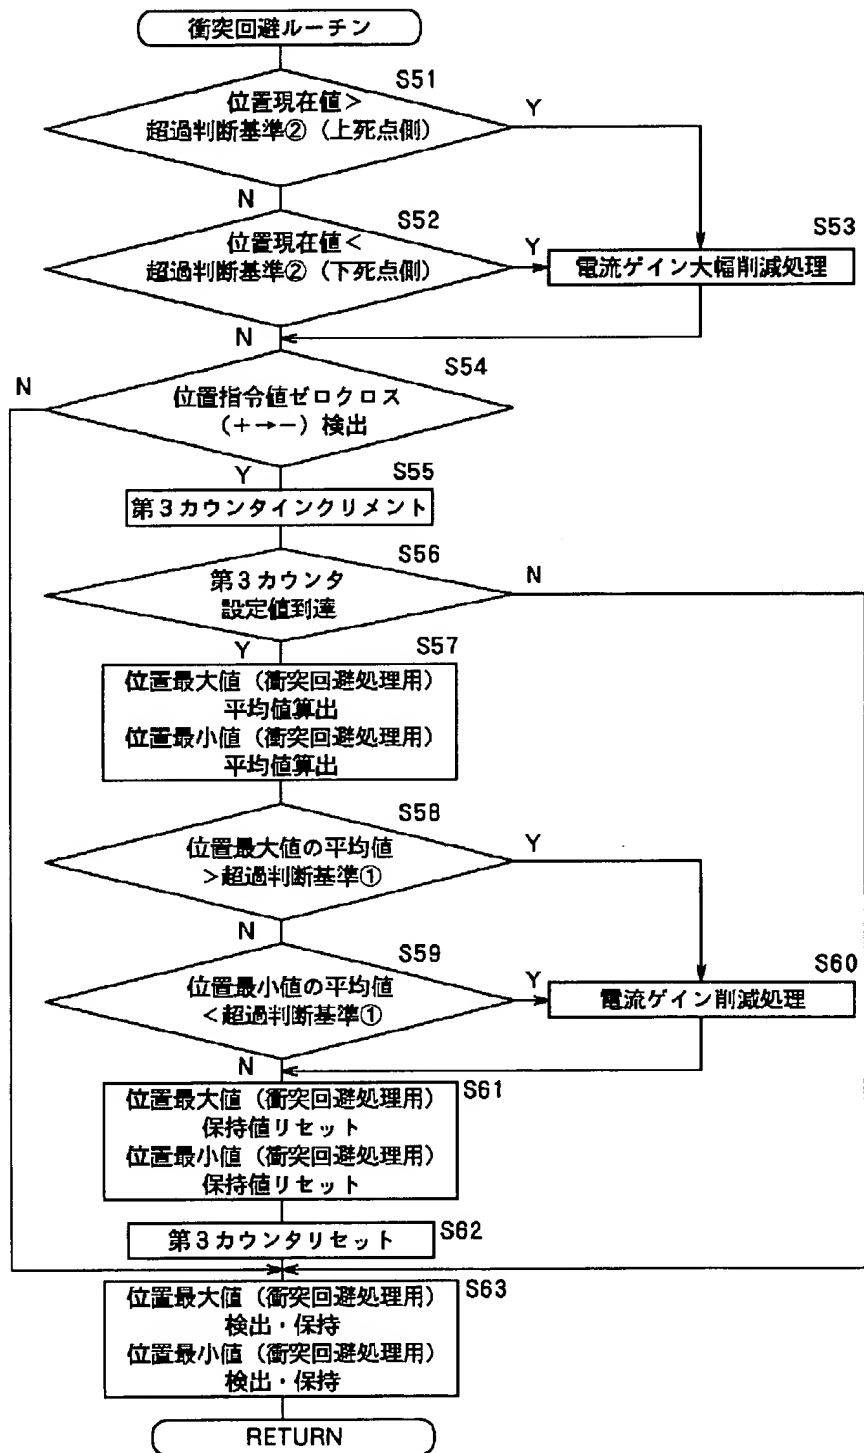 衝突回避ルーチン
S51
位置現在値>
超過判断基準②（上死点側）
Y
N
S52
位置現在値<
超過判断基準②（下死点側）
Y
S53
電流ゲイン大幅削減処理
N
S54
N
位置指令値ゼロクロス
（+→−）検出
Y
S55
第3カウンタインクリメント
S56
第3カウンタ
設定値到達
N
Y
S57
位置最大値（衝突回避処理用）
平均値算出
位置最小値（衝突回避処理用）
平均値算出
S58
位置最大値の平均値
>超過判断基準①
Y
N
S59
位置最小値の平均値
<超過判断基準①
Y
S60
電流ゲイン削減処理
N
S61
位置最大値（衝突回避処理用）
保持値リセット
位置最小値（衝突回避処理用）
保持値リセット
第3カウンタリセット
S62
S63
位置最大値（衝突回避処理用）
検出・保持
位置最小値（衝突回避処理用）
検出・保持
RETURN